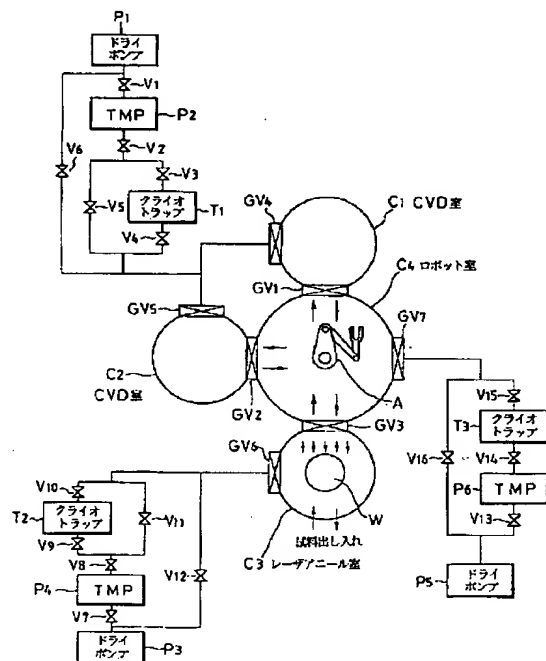 P1
ドライ
ポンプ
V1
TMP
P2
V6
V2
V3
V5
クライオ
トラップ
T1
V4
GV4
C1 CVD室
C4 ロボット室
GV1
GV5
GV7
C2
CVD室
GV2
A
GV3
V15
T3
クライオ
トラップ
GV6
V16
V14
P6
TMP
V10
T2
クライオ
トラップ
V11
W
V13
V9
V12
試料出し入れ
V8
C3 レーザアニール室
P4
TMP
P5
ドライ
ポンプ
V7
ドライ
ポンプ
P3